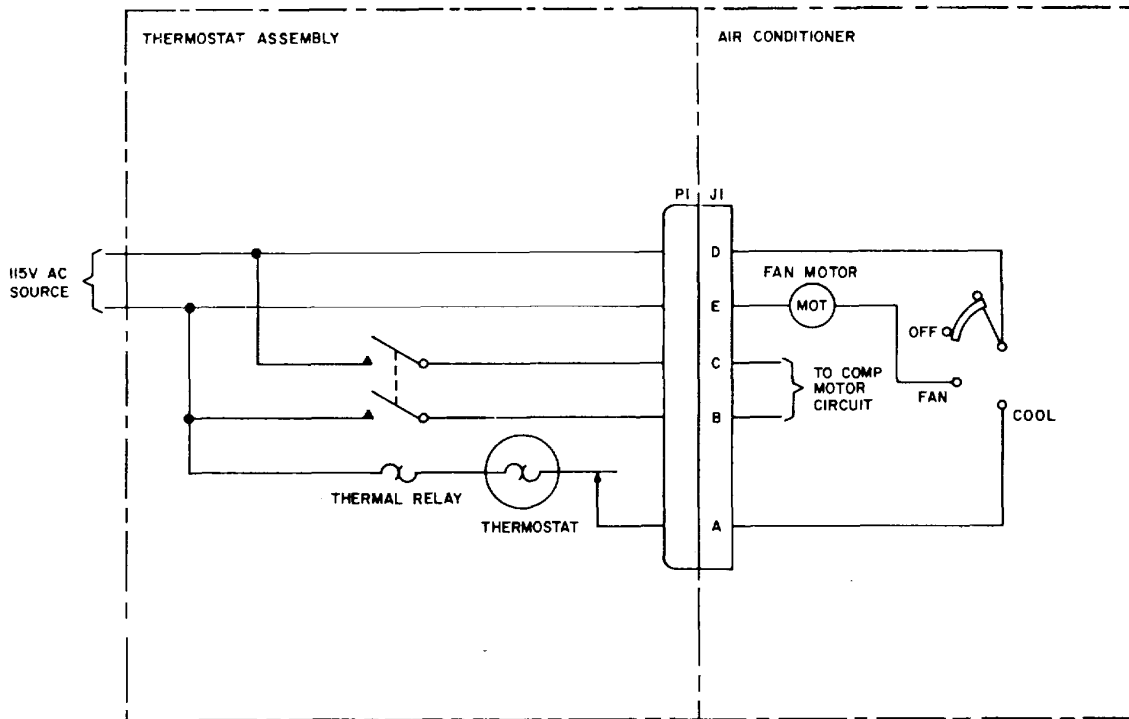 THERMOSTAT ASSEMBLY
AIR CONDITIONER
P1 J1
115V AC
SOURCE
D
FAN MOTOR
E
MOT
OFF
C
TO COMP
MOTOR
CIRCUIT
FAN
B
COOL
THERMAL RELAY
THERMOSTAT
A